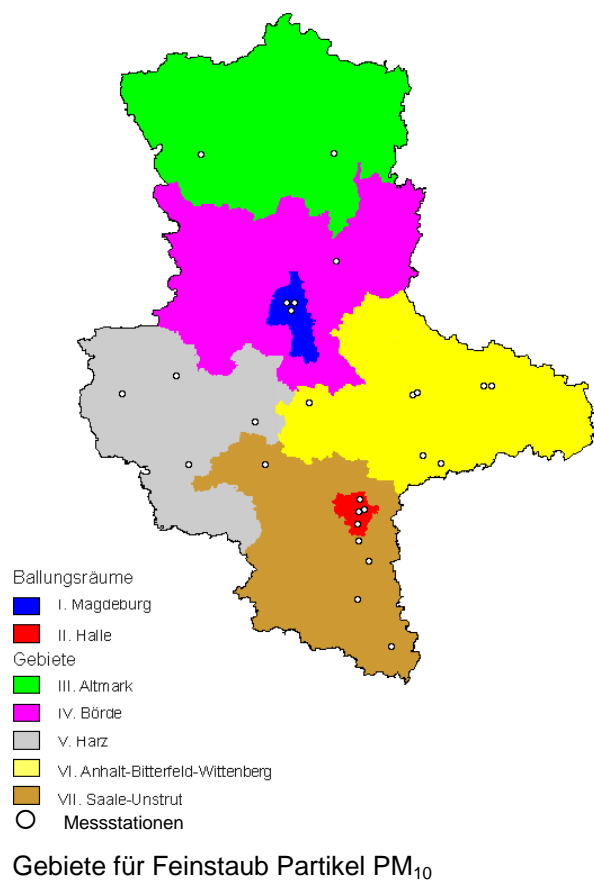 Ballungsräume
I. Magdeburg
II. Halle
Gebiete
III. Altmark
IV. Börde
V. Harz
VI. Anhalt-Bitterfeld-Wittenberg
VII. Saale-Unstrut
Messstationen
Gebiete für Feinstaub Partikel PM₁₀